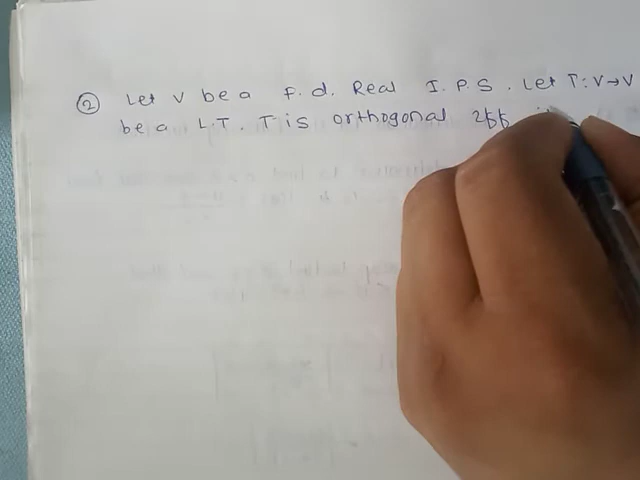 ② Let V be a f.d. Real I.P.S. Let T:V→V
be a L.T. T is orthogonal iff